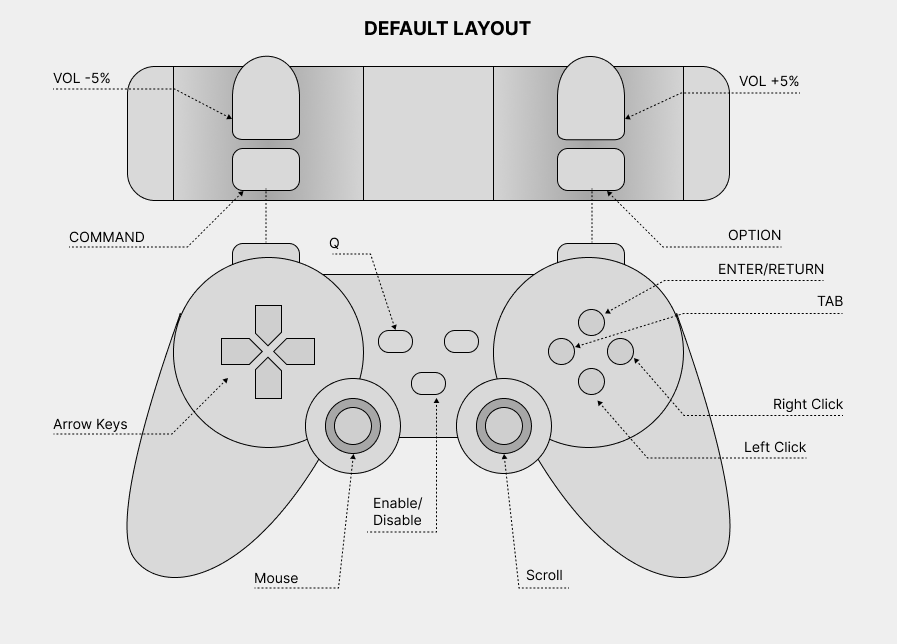 DEFAULT LAYOUT
VOL -5%
VOL +5%
COMMAND
Q
OPTION
ENTER/RETURN
TAB
Right Click
Arrow Keys
Left Click
Enable/
Disable
Mouse
Scroll